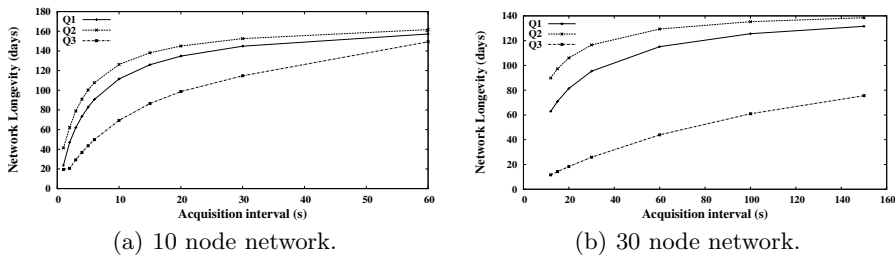 Network Longevity (days)
180
160
140
120
100
80
60
40
20
0
Q1
Q2
Q3
0 10 20 30 40 50 60
Acquisition interval (s)
(a) 10 node network.
Network Longevity (days)
140
120
100
80
60
40
20
0
Q1
Q2
Q3
0 20 40 60 80 100 120 140 160
Acquisition interval (s)
(b) 30 node network.